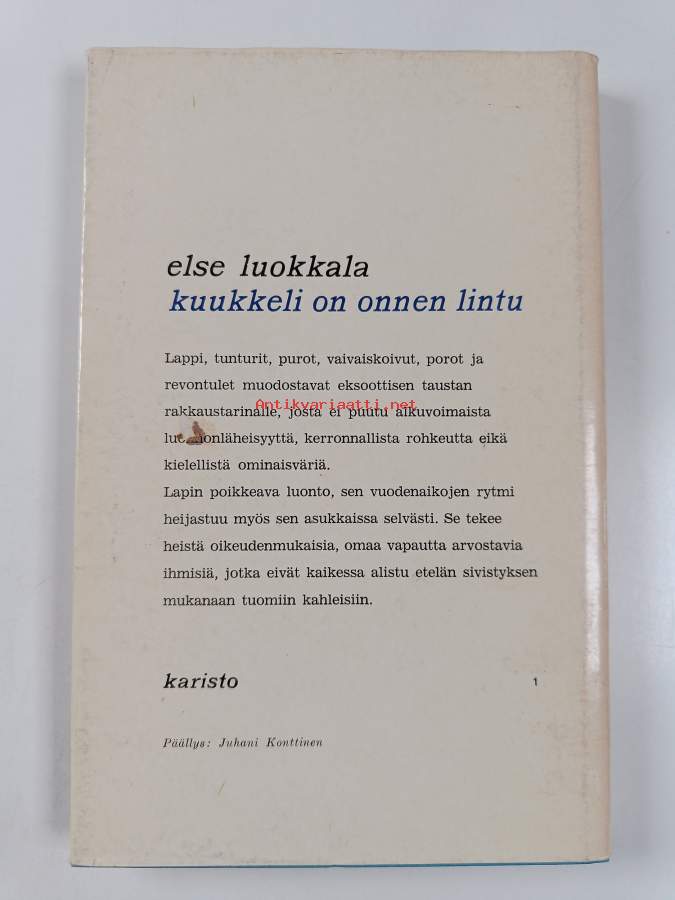 else luokkala
kuukkeli on onnen lintu
Lappi, tunturit, purot, vaivaiskoivut, porot ja
revontulet muodostavat eksoottisen taustan
rakkaustarinalle, josta ei puutu alkuvoimaista
Antikvariaatti.net
kerronnallista rohkeutta eikä
kielellistä ominaisväriä.
Lapin poikkeava luonto, sen vuodenaikojen rytmi
heijastuu myös sen asukkaissa selvästi. Se tekee
heistä oikeudenmukaisia, omaa vapautta arvostavia
ihmisiä, jotka eivät kaikessa alistu etelän sivistyksen
mukanaan tuomiin kahleisiin.
karisto
1
Päällys: Juhani Konttinen